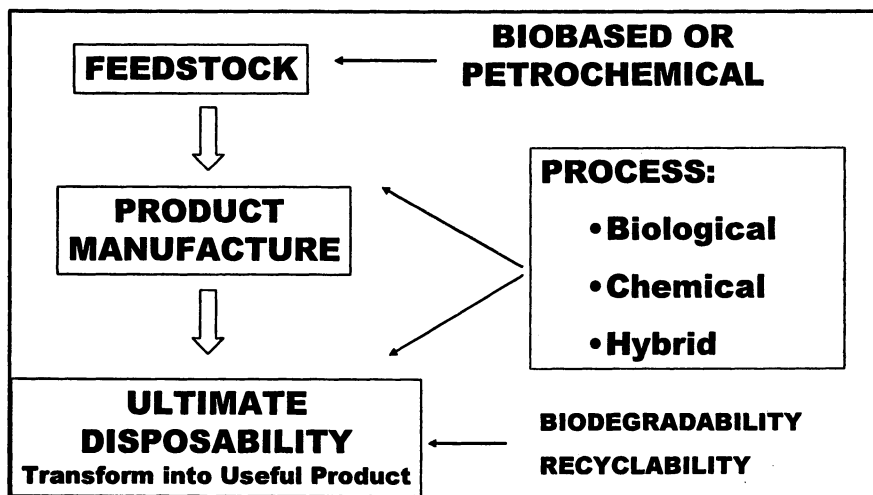 FEEDSTOCK
BIOBASED OR
PETROCHEMICAL
PRODUCT
MANUFACTURE
PROCESS:
•Biological
•Chemical
•Hybrid
ULTIMATE
DISPOSABILITY
Transform into Useful Product
BIODEGRADABILITY
RECYCLABILITY